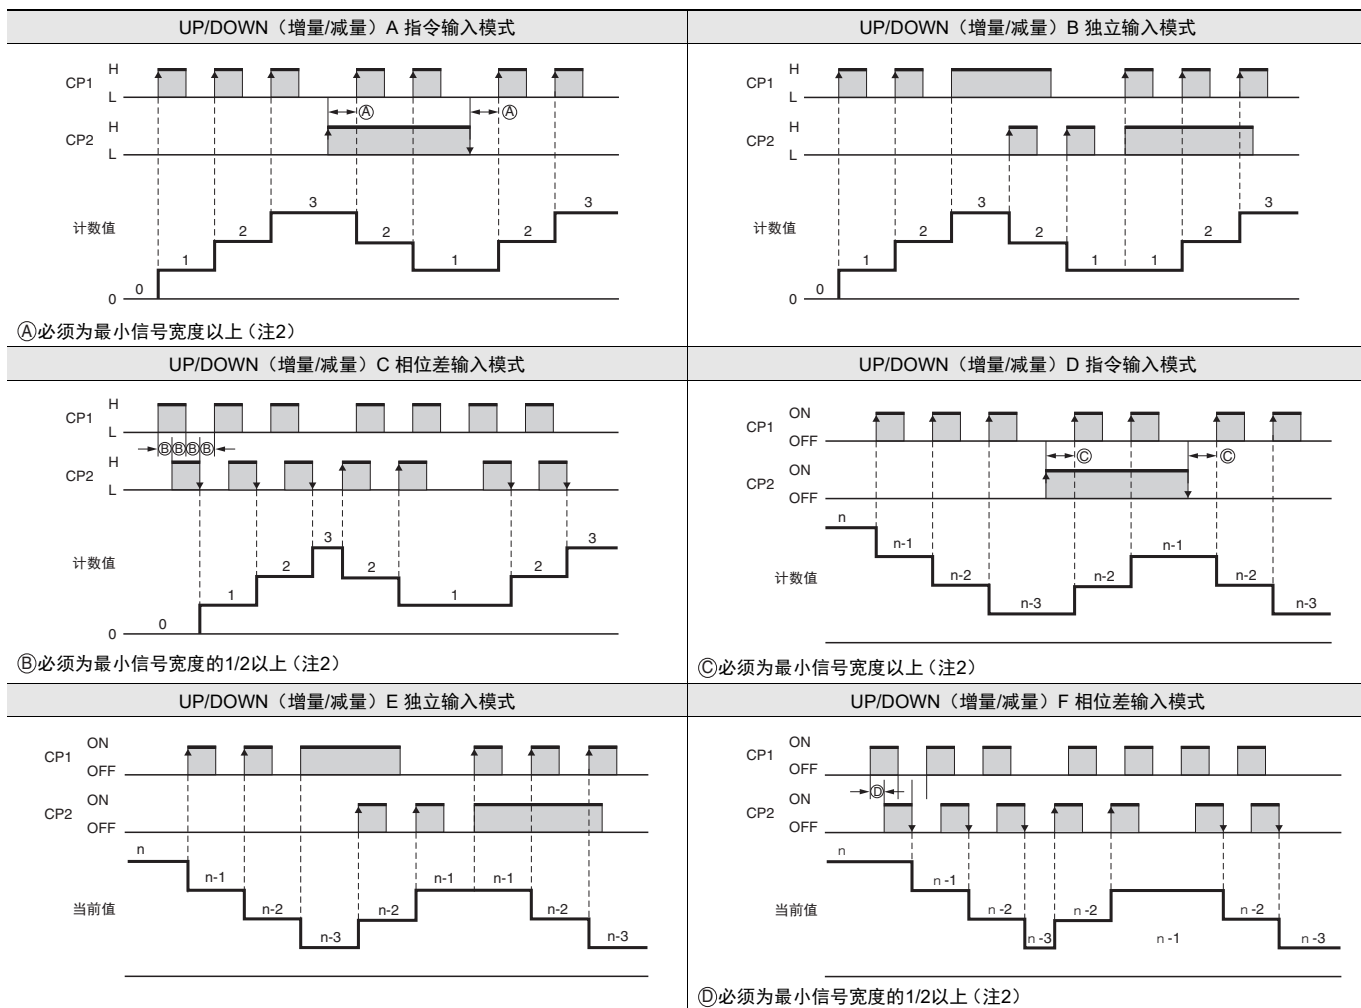 UP/DOWN（增量/减量）A 指令输入模式
CP1
H
L
Ⓐ
Ⓐ
CP2
H
L
计数值
3
3
2
2
2
1
1
0
0
Ⓐ必须为最小信号宽度以上（注2）
UP/DOWN（增量/减量）B 独立输入模式
CP1
H
L
CP2
H
L
计数值
3
3
2
2
2
1
1
1
0
0
UP/DOWN（增量/减量）C 相位差输入模式
CP1
H
L
ⒷⒷⒷⒷ
CP2
H
L
计数值
3
3
2
2
2
1
1
0
0
Ⓑ必须为最小信号宽度的1/2以上（注2）
UP/DOWN（增量/减量）D 指令输入模式
CP1
ON
OFF
Ⓒ
Ⓒ
CP2
ON
OFF
计数值
n
n-1
n-1
n-2
n-2
n-2
n-3
n-3
Ⓒ必须为最小信号宽度以上（注2）
UP/DOWN（增量/减量）E 独立输入模式
CP1
ON
OFF
CP2
ON
OFF
当前值
n
n-1
n-1
n-1
n-2
n-2
n-2
n-3
n-3
UP/DOWN（增量/减量）F 相位差输入模式
CP1
ON
OFF
Ⓓ
CP2
ON
OFF
当前值
n
n-1
n-2
n-2
n-2
n-3
n-1
n-3
Ⓓ必须为最小信号宽度的1/2以上（注2）